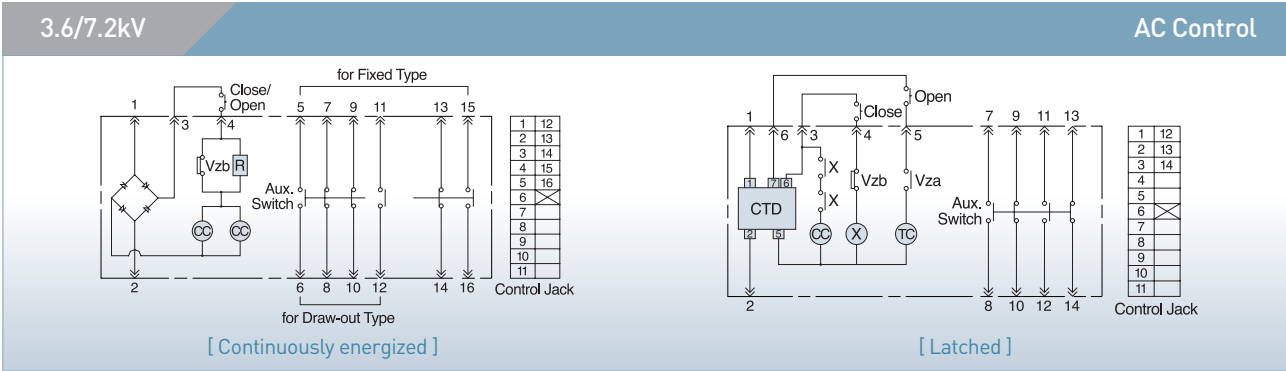 3.6/7.2kV
AC Control
for Fixed Type
Close/
Open
1 3 4 5 7 9 11 13 15
Vzb R
Aux.
Switch
CC CC
2 6 8 10 12 14 16
for Draw-out Type
1 12
2 13
3 14
4 15
5 16
6
7
8
9
10
11
Control Jack
[ Continuously energized ]
Open
Close
1 6 3 4 5 7 9 11 13
X
X
Vzb
Vza
1 7 6
CTD
2 5
CC X TC
Aux.
Switch
2 8 10 12 14
1 12
2 13
3 14
4
5
6
7
8
9
10
11
Control Jack
[ Latched ]